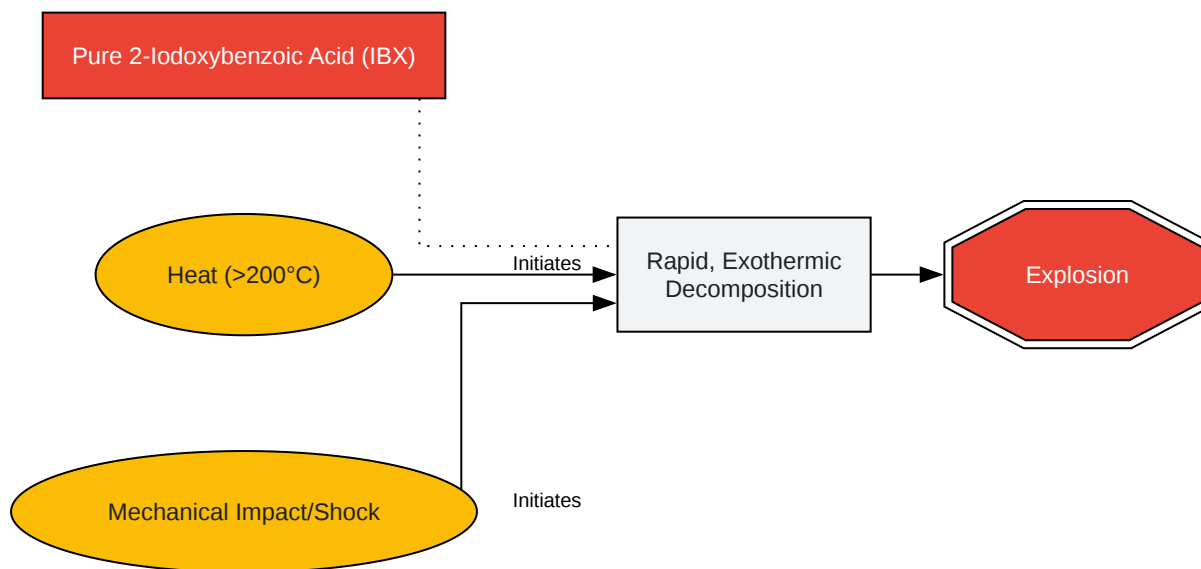 Pure 2-Iodoxybenzoic Acid (IBX)
Heat (>200°C)
Initiates
Rapid, Exothermic
Decomposition
Explosion
Mechanical Impact/Shock
Initiates